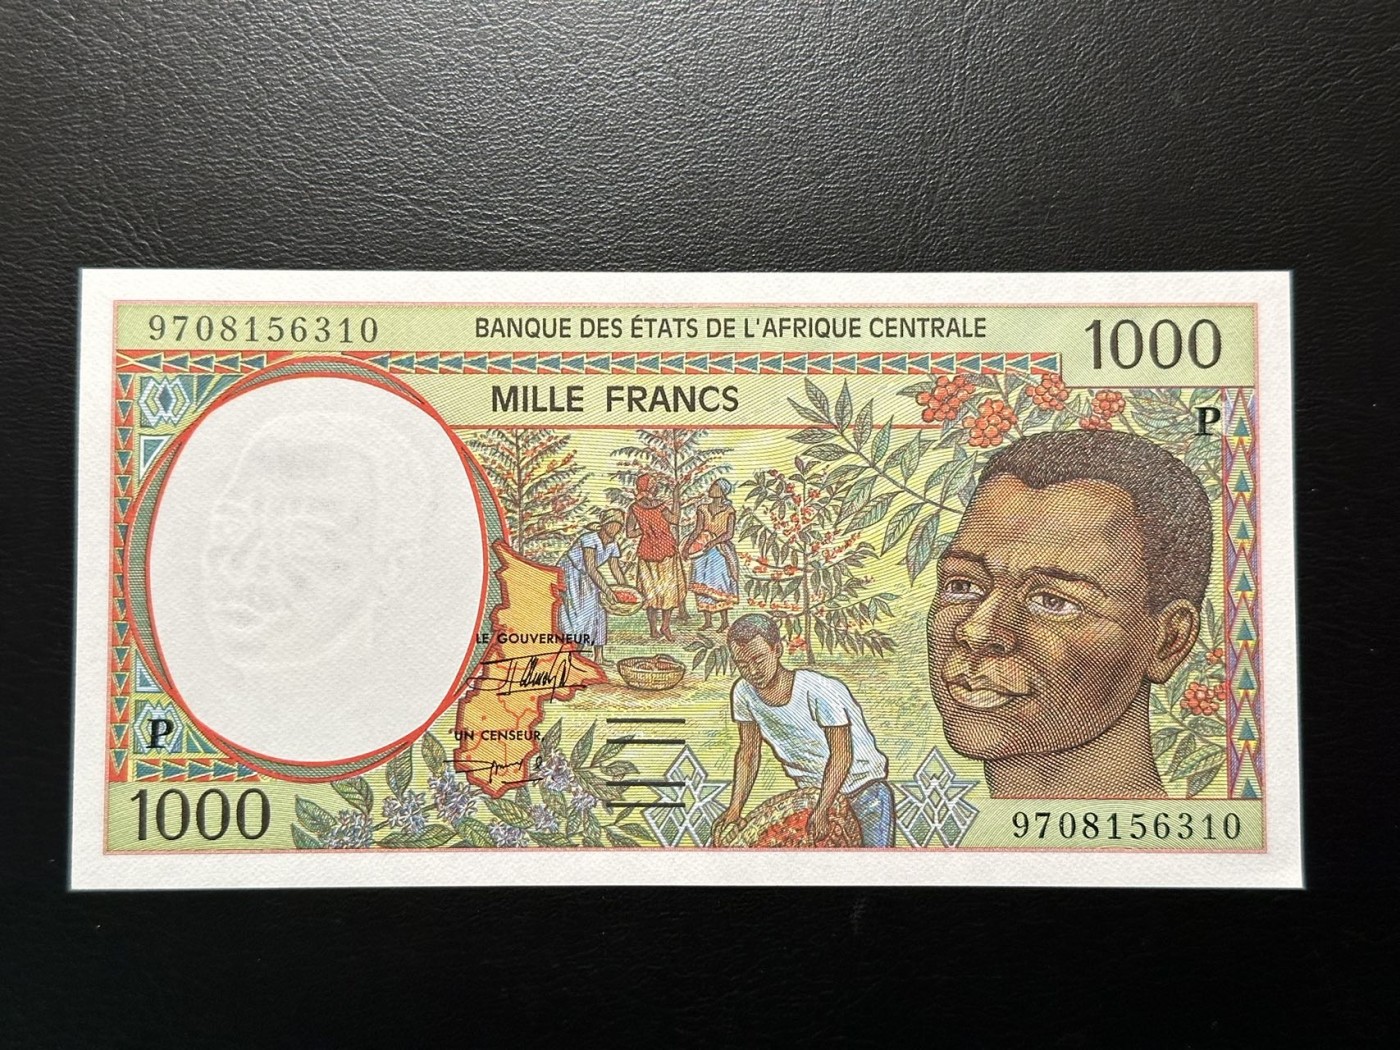 9708156310
BANQUE DES ÉTATS DE L'AFRIQUE CENTRALE
1000
MILLE FRANCS
P
LE GOUVERNEUR,
P
UN CENSEUR,
1000
9708156310